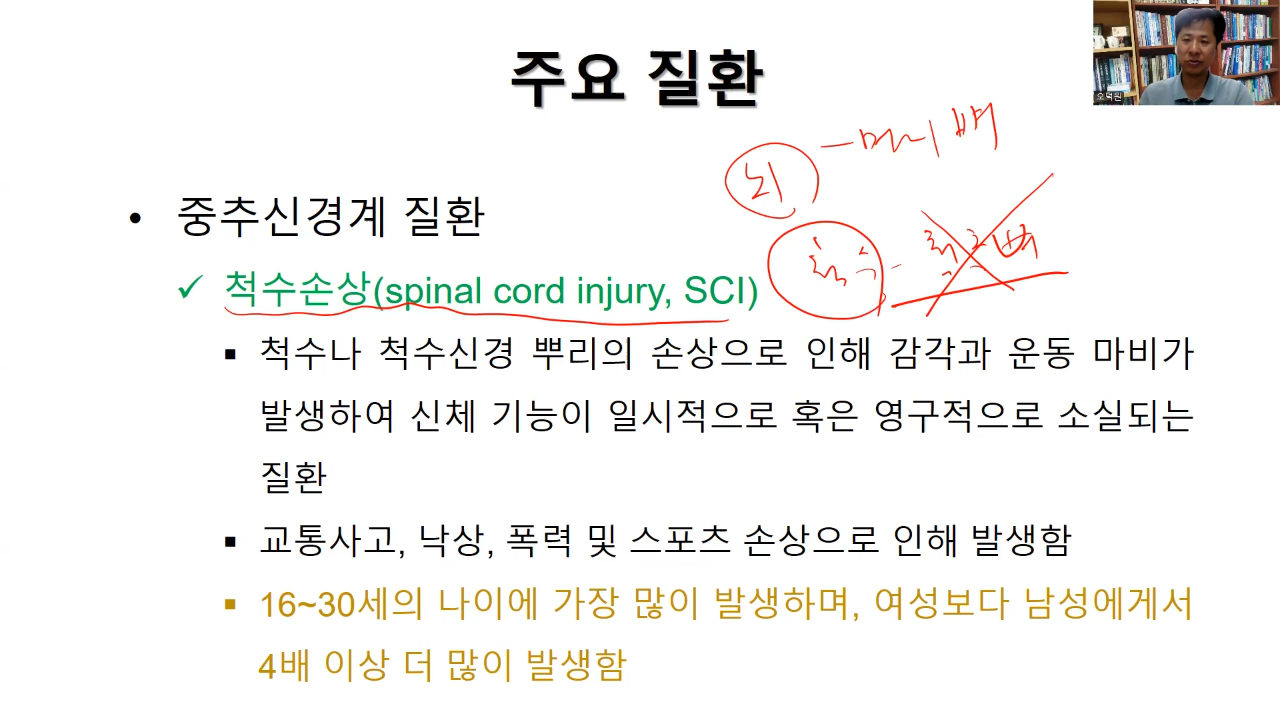 주요 질환
오덕원
뇌
척수
• 중추신경계 질환
✓ 척수손상(spinal cord injury, SCI)
▪ 척수나 척수신경 뿌리의 손상으로 인해 감각과 운동 마비가
발생하여 신체 기능이 일시적으로 혹은 영구적으로 소실되는
질환
▪ 교통사고, 낙상, 폭력 및 스포츠 손상으로 인해 발생함
▪ 16~30세의 나이에 가장 많이 발생하며, 여성보다 남성에게서
4배 이상 더 많이 발생함